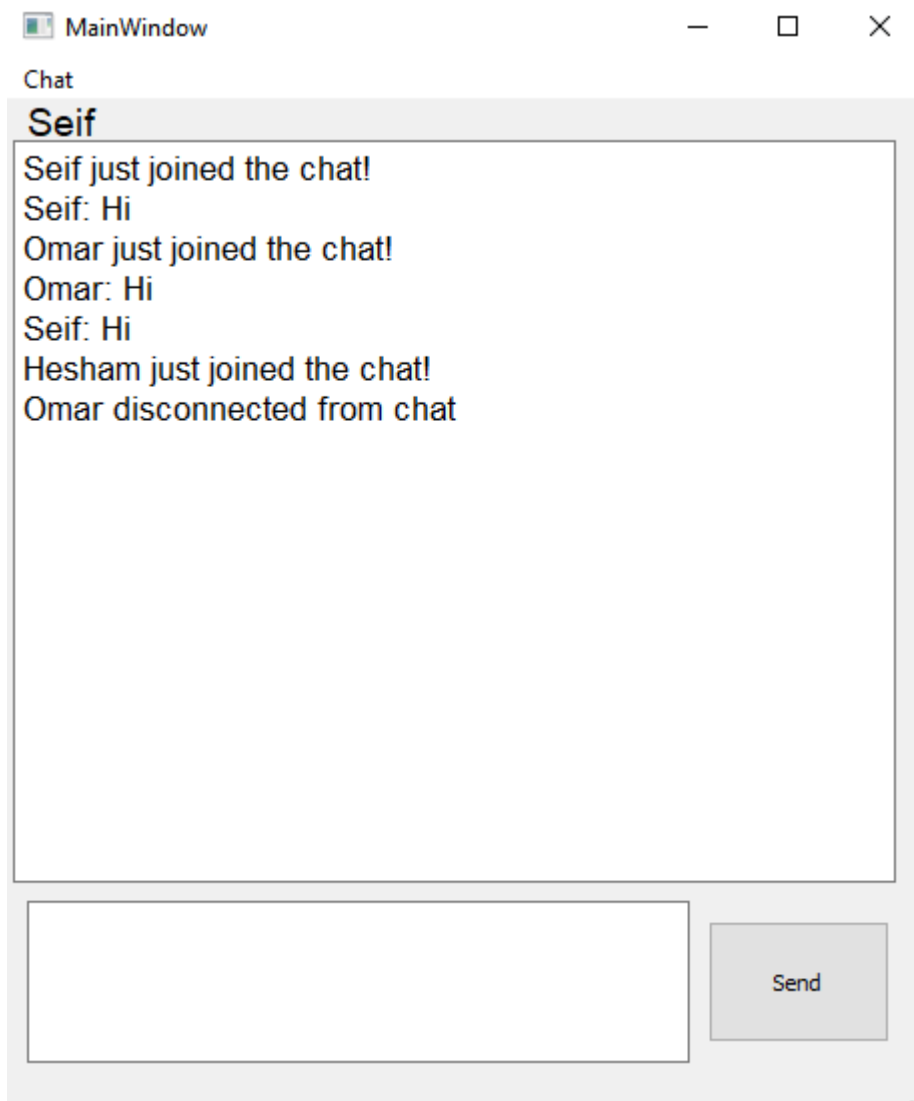 MainWindow
Chat
Seif
Seif just joined the chat!
Seif: Hi
Omar just joined the chat!
Omar: Hi
Seif: Hi
Hesham just joined the chat!
Omar disconnected from chat
Send